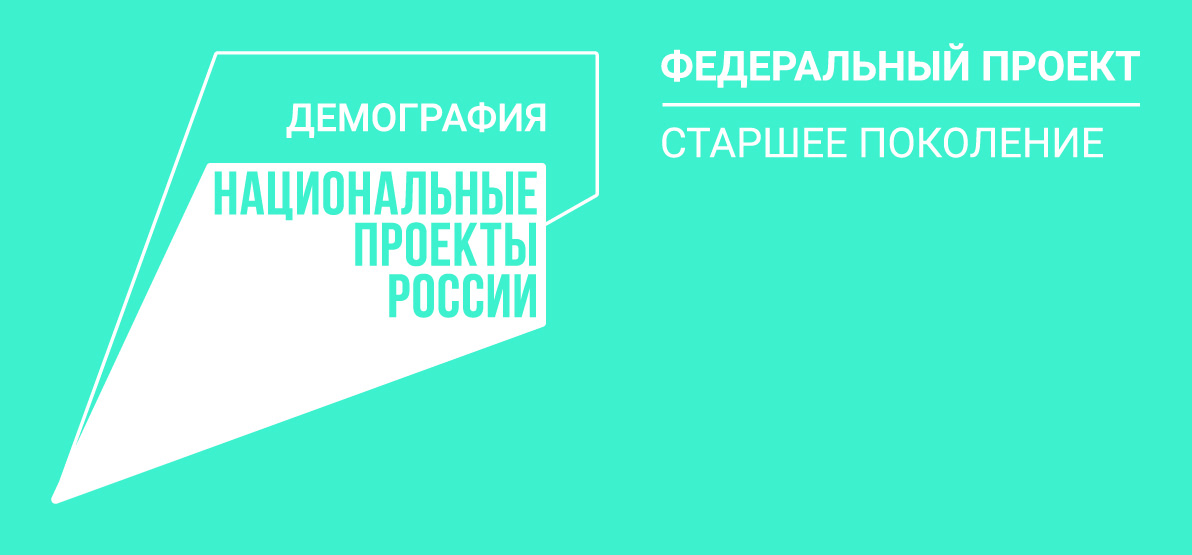 ДЕМОГРАФИЯ
НАЦИОНАЛЬНЫЕ
ПРОЕКТЫ
РОССИИ
ФЕДЕРАЛЬНЫЙ ПРОЕКТ
СТАРШЕЕ ПОКОЛЕНИЕ